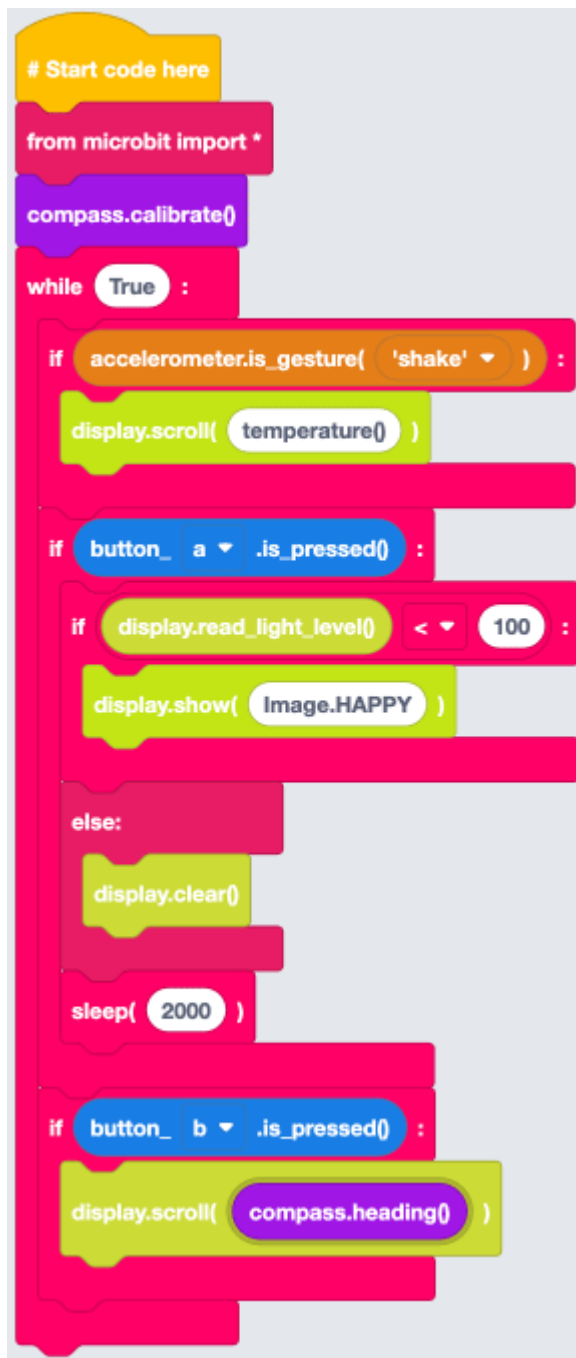 # Start code here
from microbit import *
compass.calibrate()
while True :
if accelerometer.is_gesture( 'shake' ) :
display.scroll( temperature() )
if button_ a .is_pressed() :
if display.read_light_level() < 100 :
display.show( Image.HAPPY )
else:
display.clear()
sleep( 2000 )
if button_ b .is_pressed() :
display.scroll( compass.heading() )